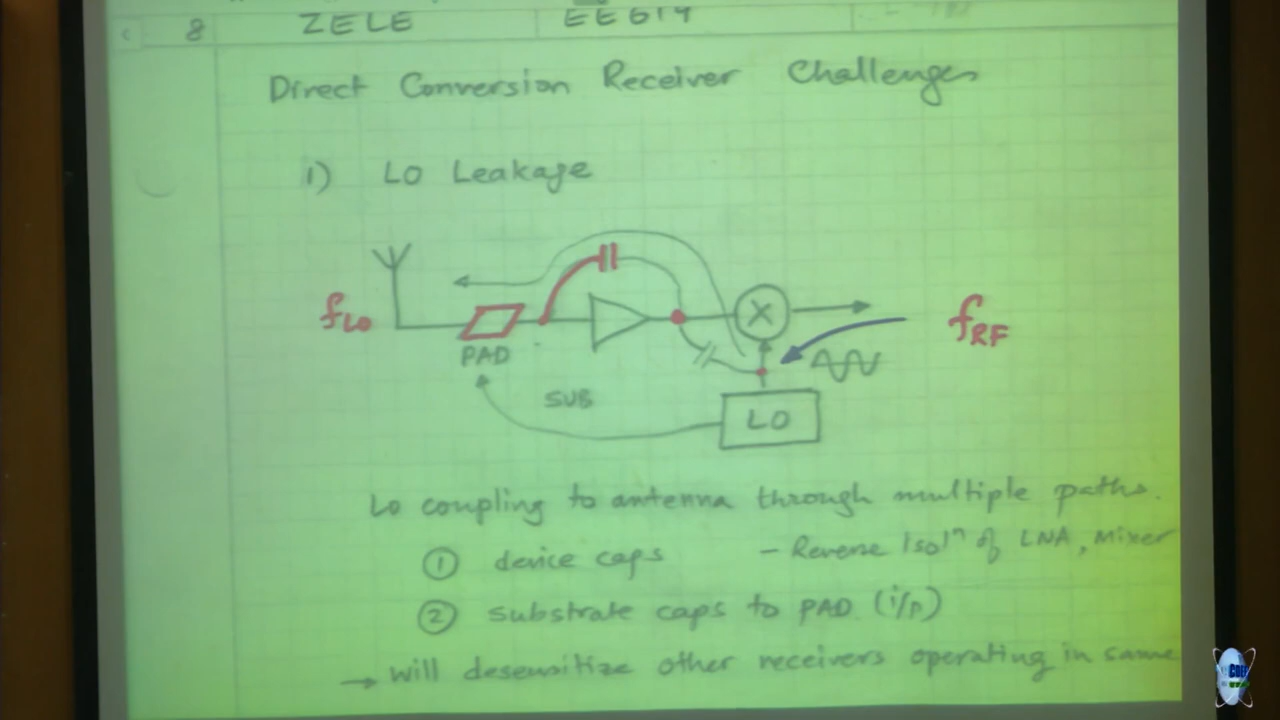 8 ZELE EE614
Direct Conversion Receiver Challenges
1) LO Leakage
fLO
PAD
SUB
X
LO
fRF
Lo coupling to antenna through multiple paths.
① device caps - Reverse Isolⁿ of LNA, Mixer
② substrate caps to PAD (i/p)
→ will desensitize other receivers operating in same
CDEEP